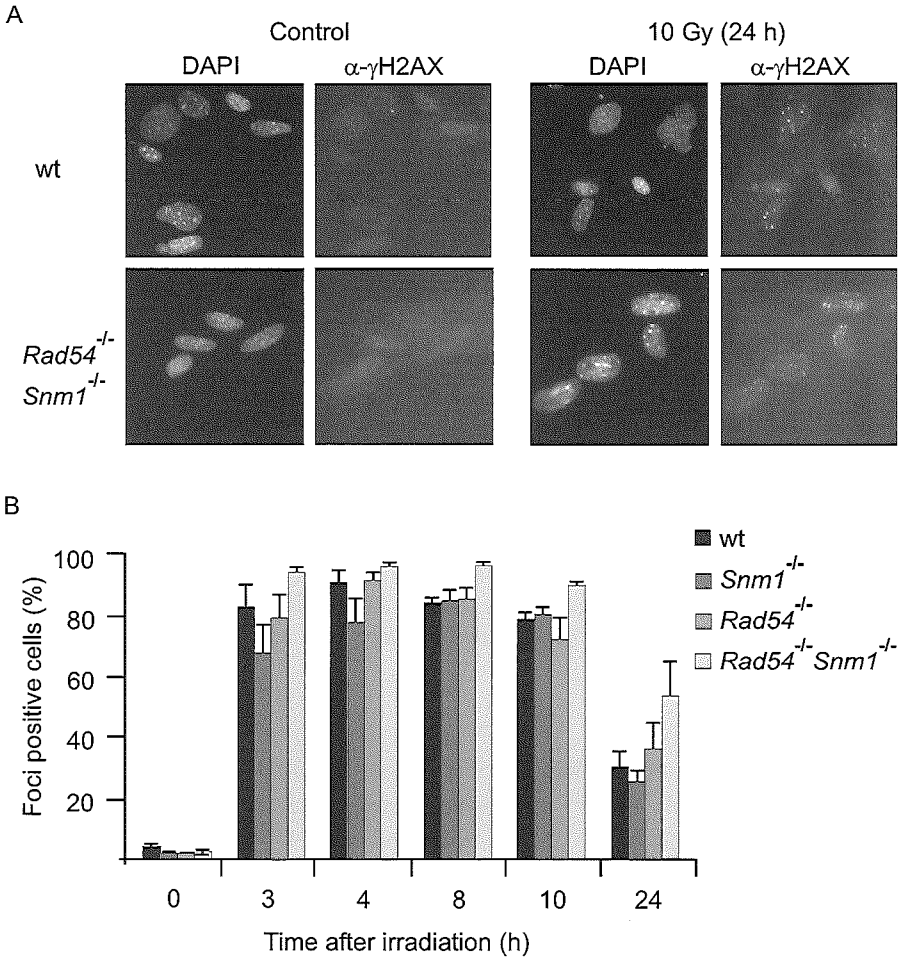 A
Control
10 Gy (24 h)
DAPI
α-γH2AX
DAPI
α-γH2AX
wt
Rad54-/-
Snm1-/-
B
Foci positive cells (%)
100
80
60
40
20
0
3
4
8
10
24
Time after irradiation (h)
wt
Snm1-/-
Rad54-/-
Rad54-/-Snm1-/-